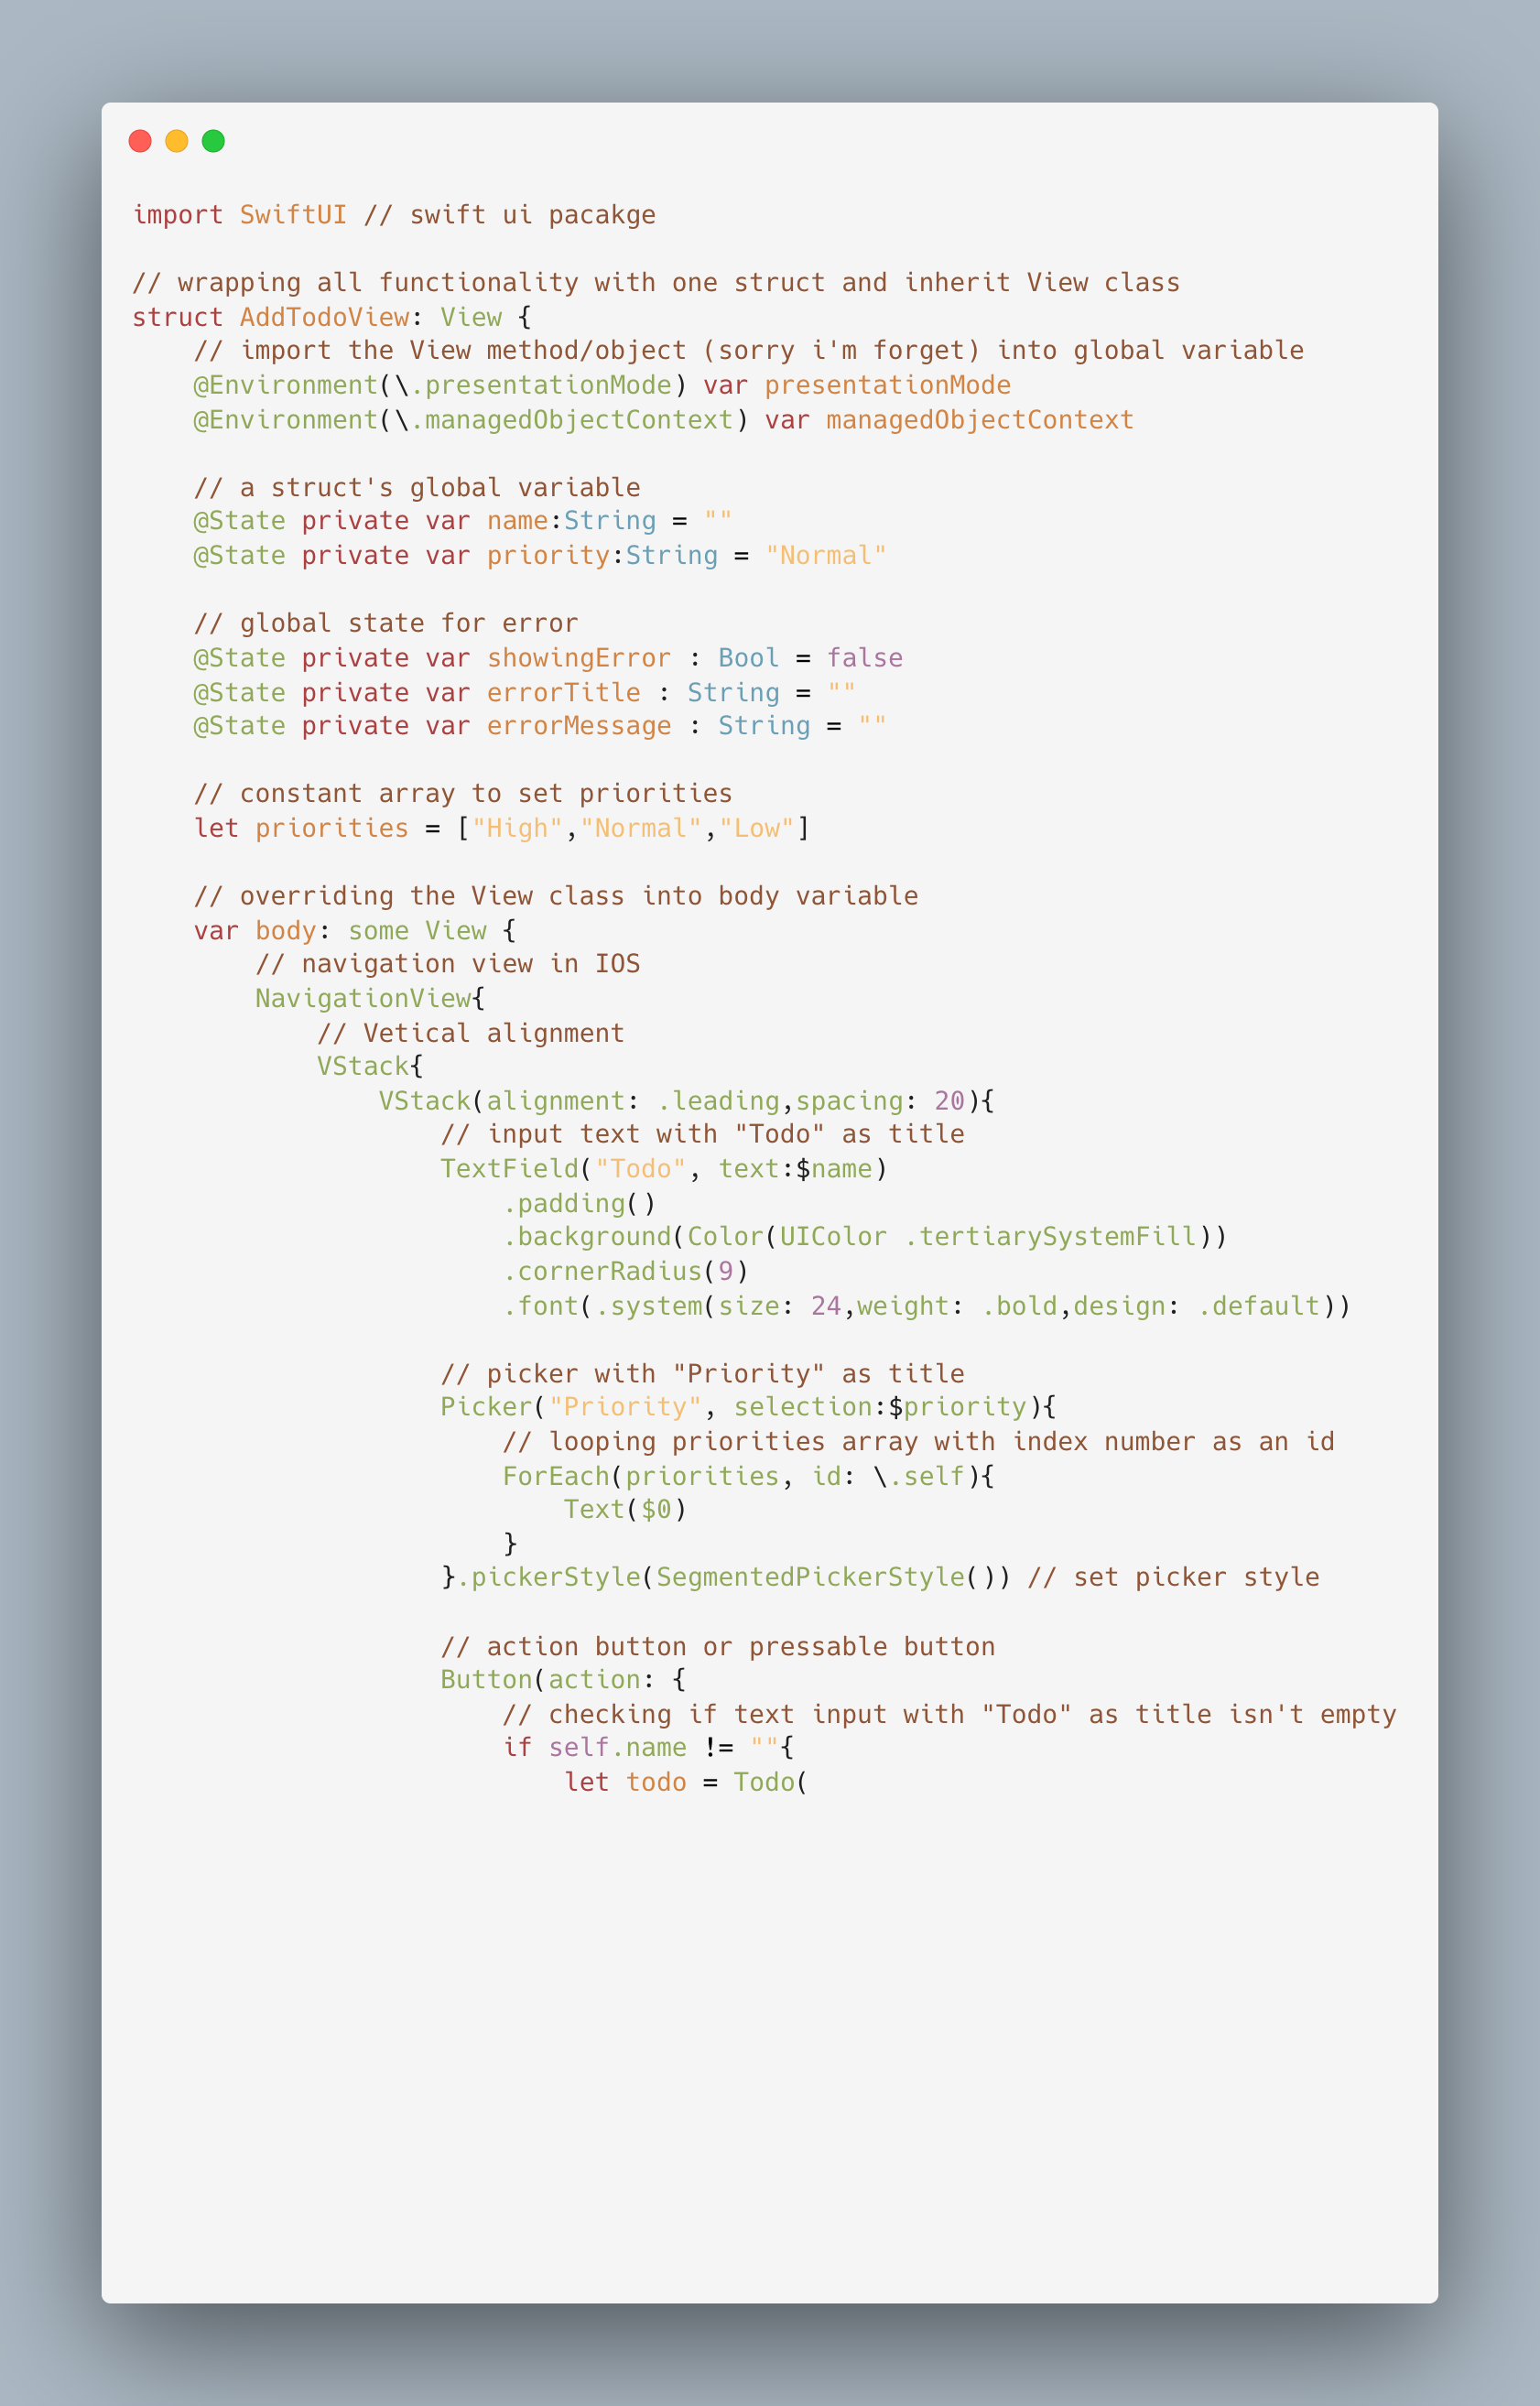 import SwiftUI // swift ui pacakge

// wrapping all functionality with one struct and inherit View class
struct AddTodoView: View {
    // import the View method/object (sorry i'm forget) into global variable
    @Environment(\.presentationMode) var presentationMode
    @Environment(\.managedObjectContext) var managedObjectContext

    // a struct's global variable
    @State private var name:String = ""
    @State private var priority:String = "Normal"

    // global state for error
    @State private var showingError : Bool = false
    @State private var errorTitle : String = ""
    @State private var errorMessage : String = ""

    // constant array to set priorities
    let priorities = ["High","Normal","Low"]

    // overriding the View class into body variable
    var body: some View {
        // navigation view in IOS
        NavigationView{
            // Vetical alignment
            VStack{
                VStack(alignment: .leading,spacing: 20){
                    // input text with "Todo" as title
                    TextField("Todo", text:$name)
                        .padding()
                        .background(Color(UIColor .tertiarySystemFill))
                        .cornerRadius(9)
                        .font(.system(size: 24,weight: .bold,design: .default))

                    // picker with "Priority" as title
                    Picker("Priority", selection:$priority){
                        // looping priorities array with index number as an id
                        ForEach(priorities, id: \.self){
                            Text($0)
                        }
                    }.pickerStyle(SegmentedPickerStyle()) // set picker style

                    // action button or pressable button
                    Button(action: {
                        // checking if text input with "Todo" as title isn't empty
                        if self.name != ""{
                            let todo = Todo(